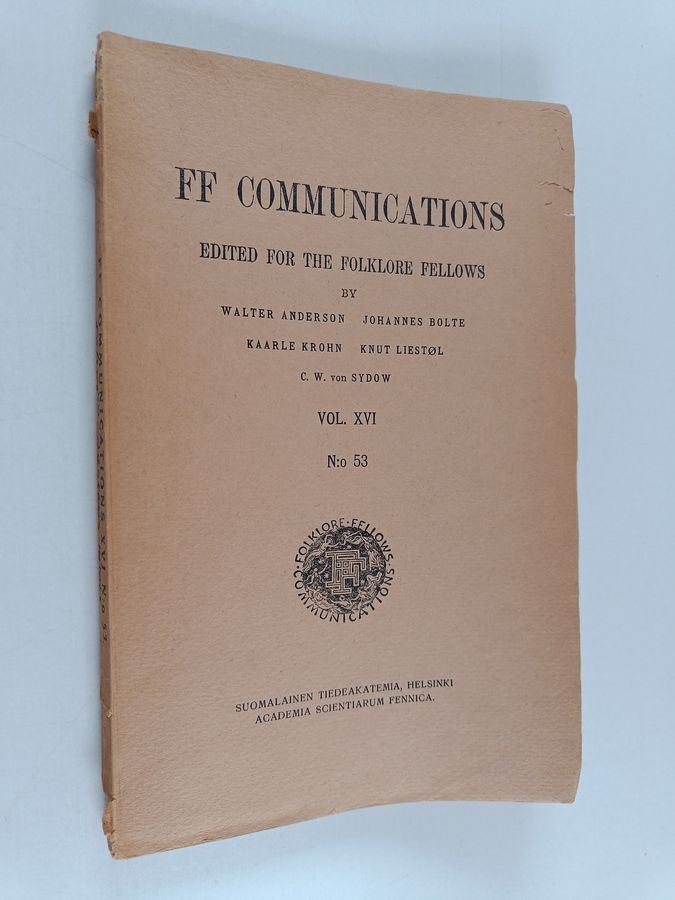 FF COMMUNICATIONS
EDITED FOR THE FOLKLORE FELLOWS
BY
WALTER ANDERSON JOHANNES BOLTE
KAARLE KROHN KNUT LIESTØL
C. W. von SYDOW
VOL. XVI
N:o 53
FOLKLORE · FELLOWS
COMMUNICATIONS
FF
SUOMALAINEN TIEDEAKATEMIA, HELSINKI
ACADEMIA SCIENTIARUM FENNICA.
FF COMMUNICATIONS XVI N:o 53